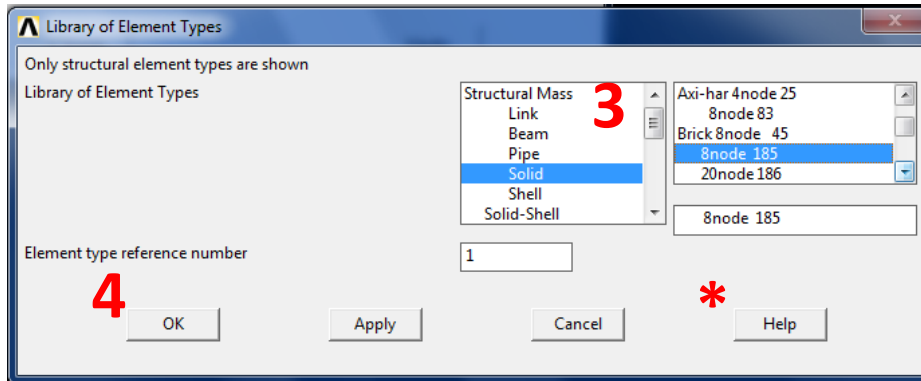 Library of Element Types
Only structural element types are shown
Library of Element Types
Structural Mass
Link
Beam
Pipe
Solid
Shell
Solid-Shell
3
Axi-har 4node 25
8node 83
Brick 8node 45
8node 185
20node 186
8node 185
Element type reference number
1
4
*
OK
Apply
Cancel
Help